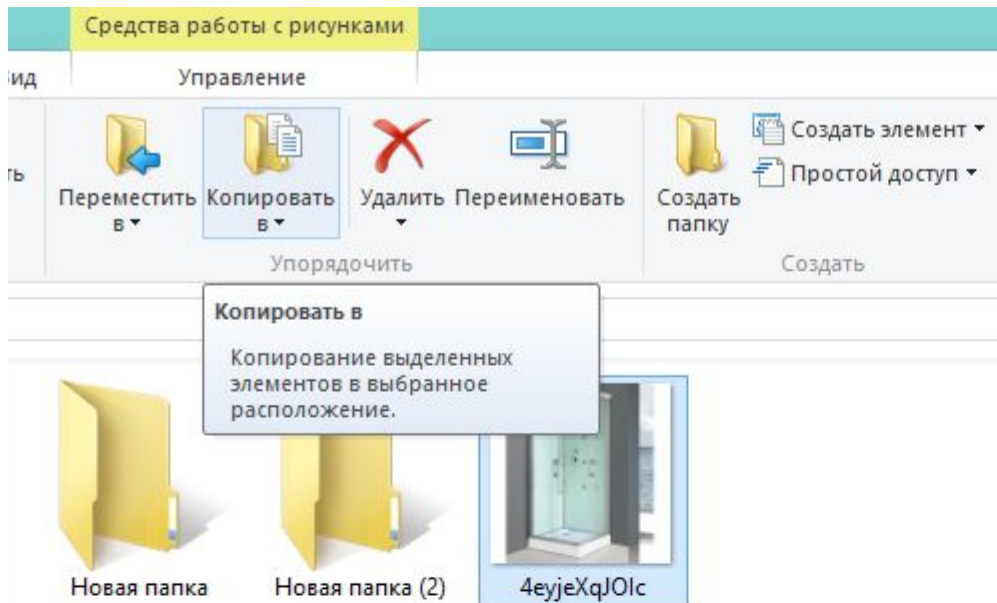 Средства работы с рисунками
Управление
Переместить в
Копировать в
Удалить
Переименовать
Создать папку
Создать элемент
Простой доступ
Упорядочить
Создать
Копировать в
Копирование выделенных
элементов в выбранное
расположение.
Новая папка
Новая папка (2)
4eyjeXqJOIc